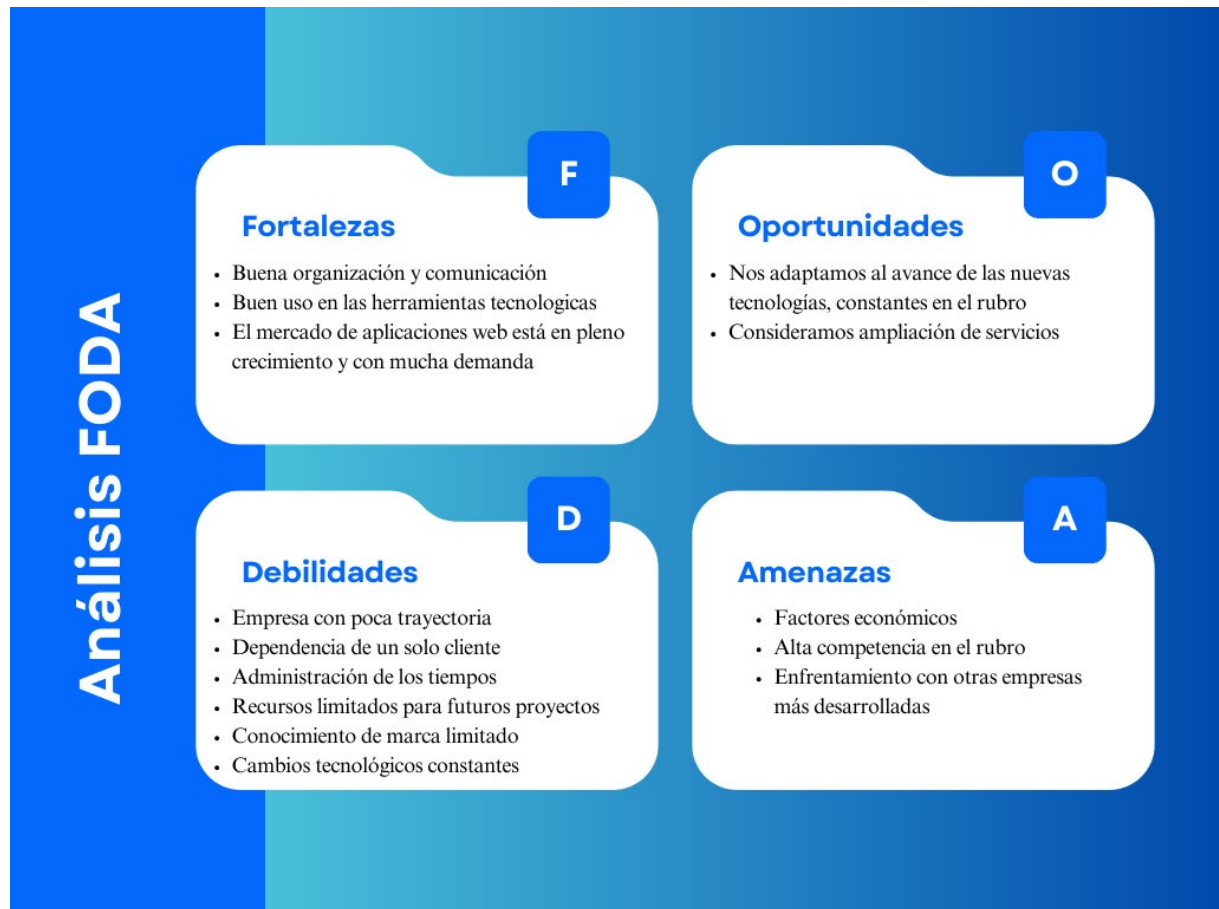 Análisis FODA
F
Fortalezas
• Buena organización y comunicación
• Buen uso en las herramientas tecnologicas
• El mercado de aplicaciones web está en pleno
crecimiento y con mucha demanda
O
Oportunidades
• Nos adaptamos al avance de las nuevas
tecnologías, constantes en el rubro
• Consideramos ampliación de servicios
D
Debilidades
• Empresa con poca trayectoria
• Dependencia de un solo cliente
• Administración de los tiempos
• Recursos limitados para futuros proyectos
• Conocimiento de marca limitado
• Cambios tecnológicos constantes
A
Amenazas
• Factores económicos
• Alta competencia en el rubro
• Enfrentamiento con otras empresas
más desarrolladas